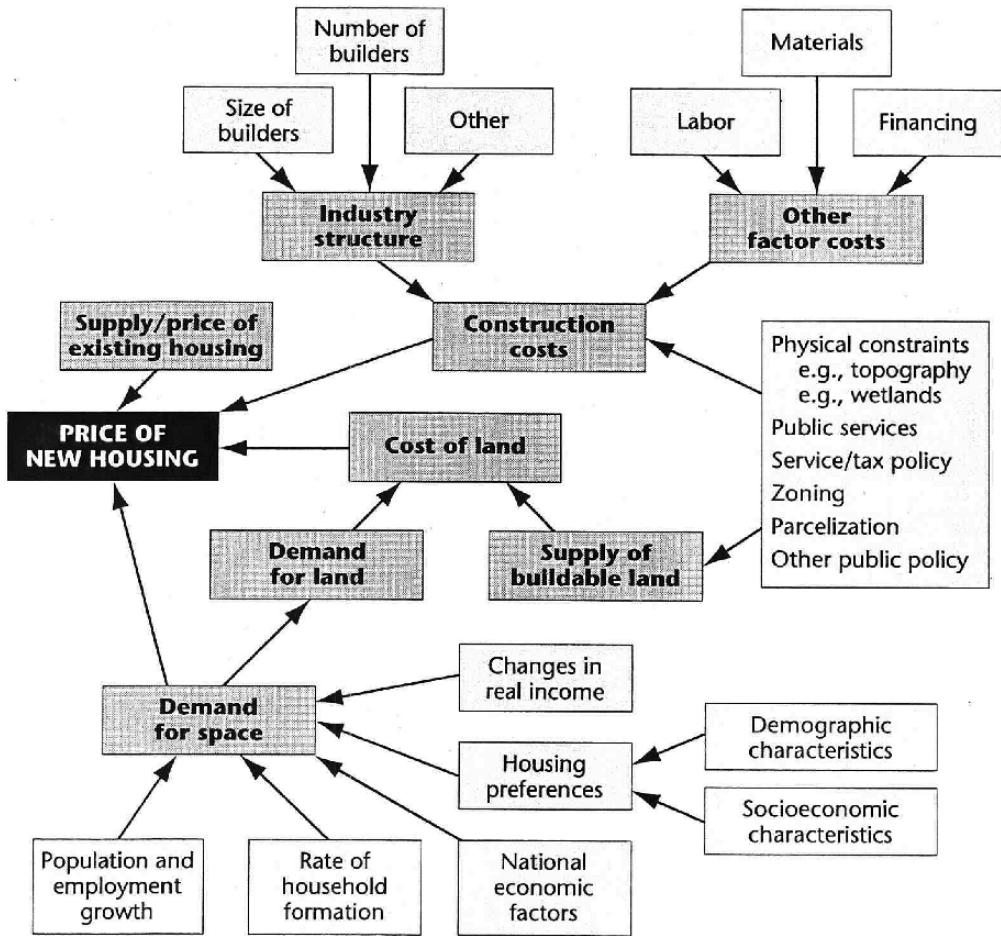 Number of
builders
Materials
Size of
builders
Other
Labor
Financing
Industry
structure
Other
factor costs
Supply/price of
existing housing
Construction
costs
Physical constraints
e.g., topography
e.g., wetlands
Public services
Service/tax policy
Zoning
Parcelization
Other public policy
PRICE OF
NEW HOUSING
Cost of land
Demand
for land
Supply of
buildable land
Changes in
real income
Demand
for space
Housing
preferences
Demographic
characteristics
Socioeconomic
characteristics
Population and
employment
growth
Rate of
household
formation
National
economic
factors